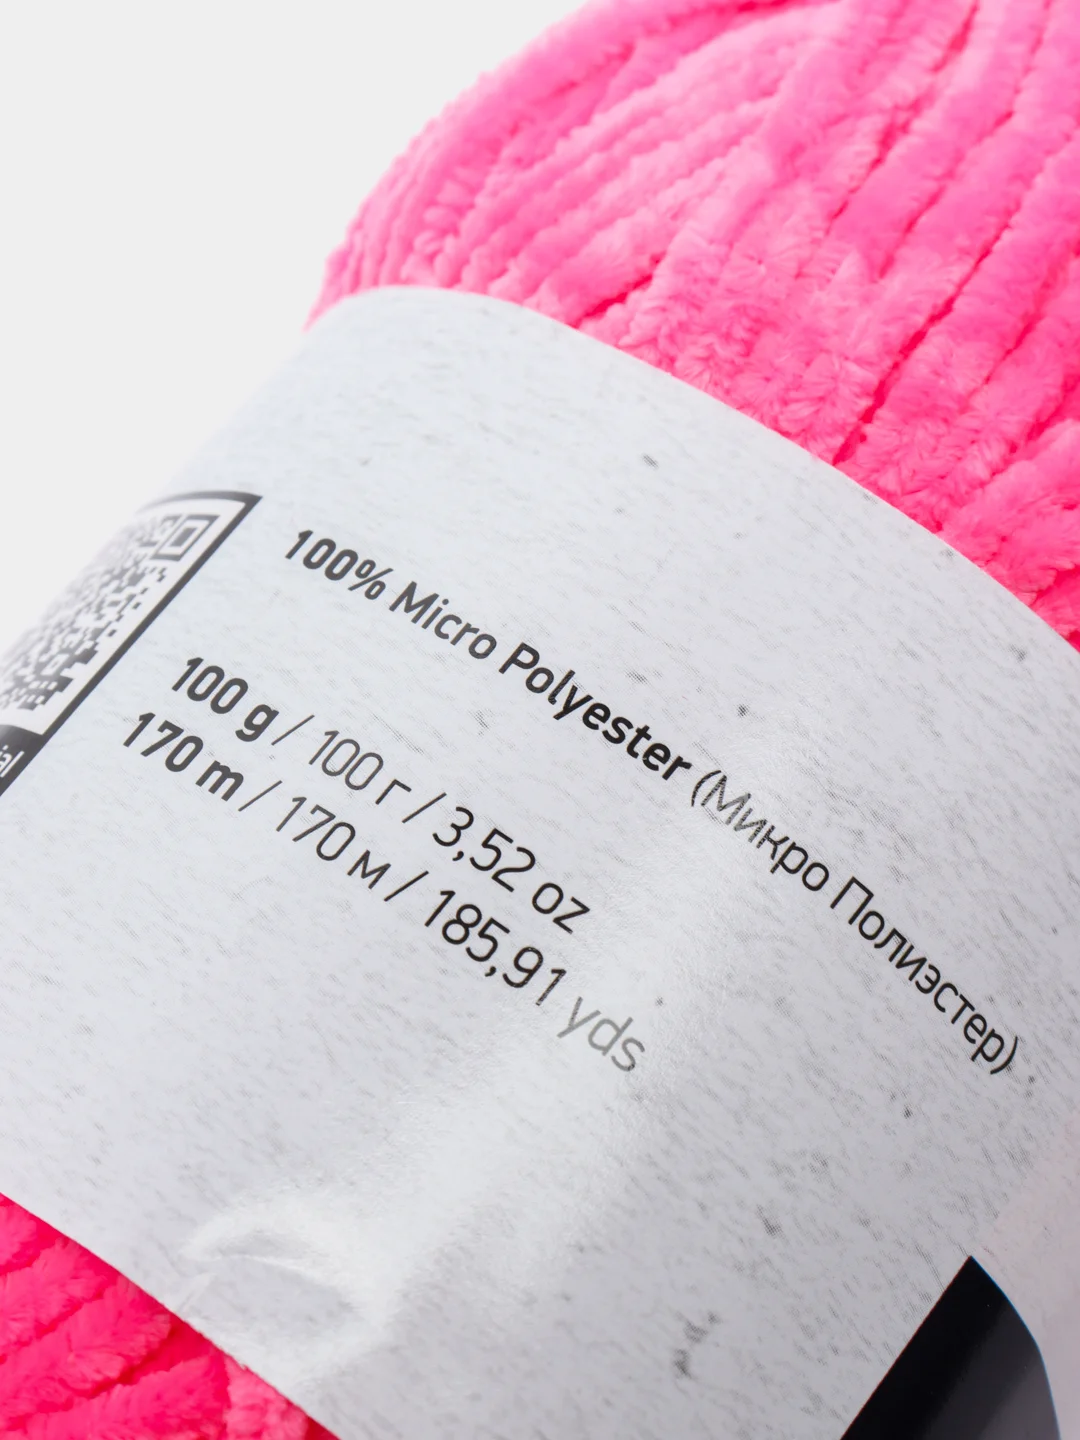 100% Micro Polyester (Микро Полиэстер)
100 g / 100 г / 3,52 oz
170 m / 170 м / 185,91 yds